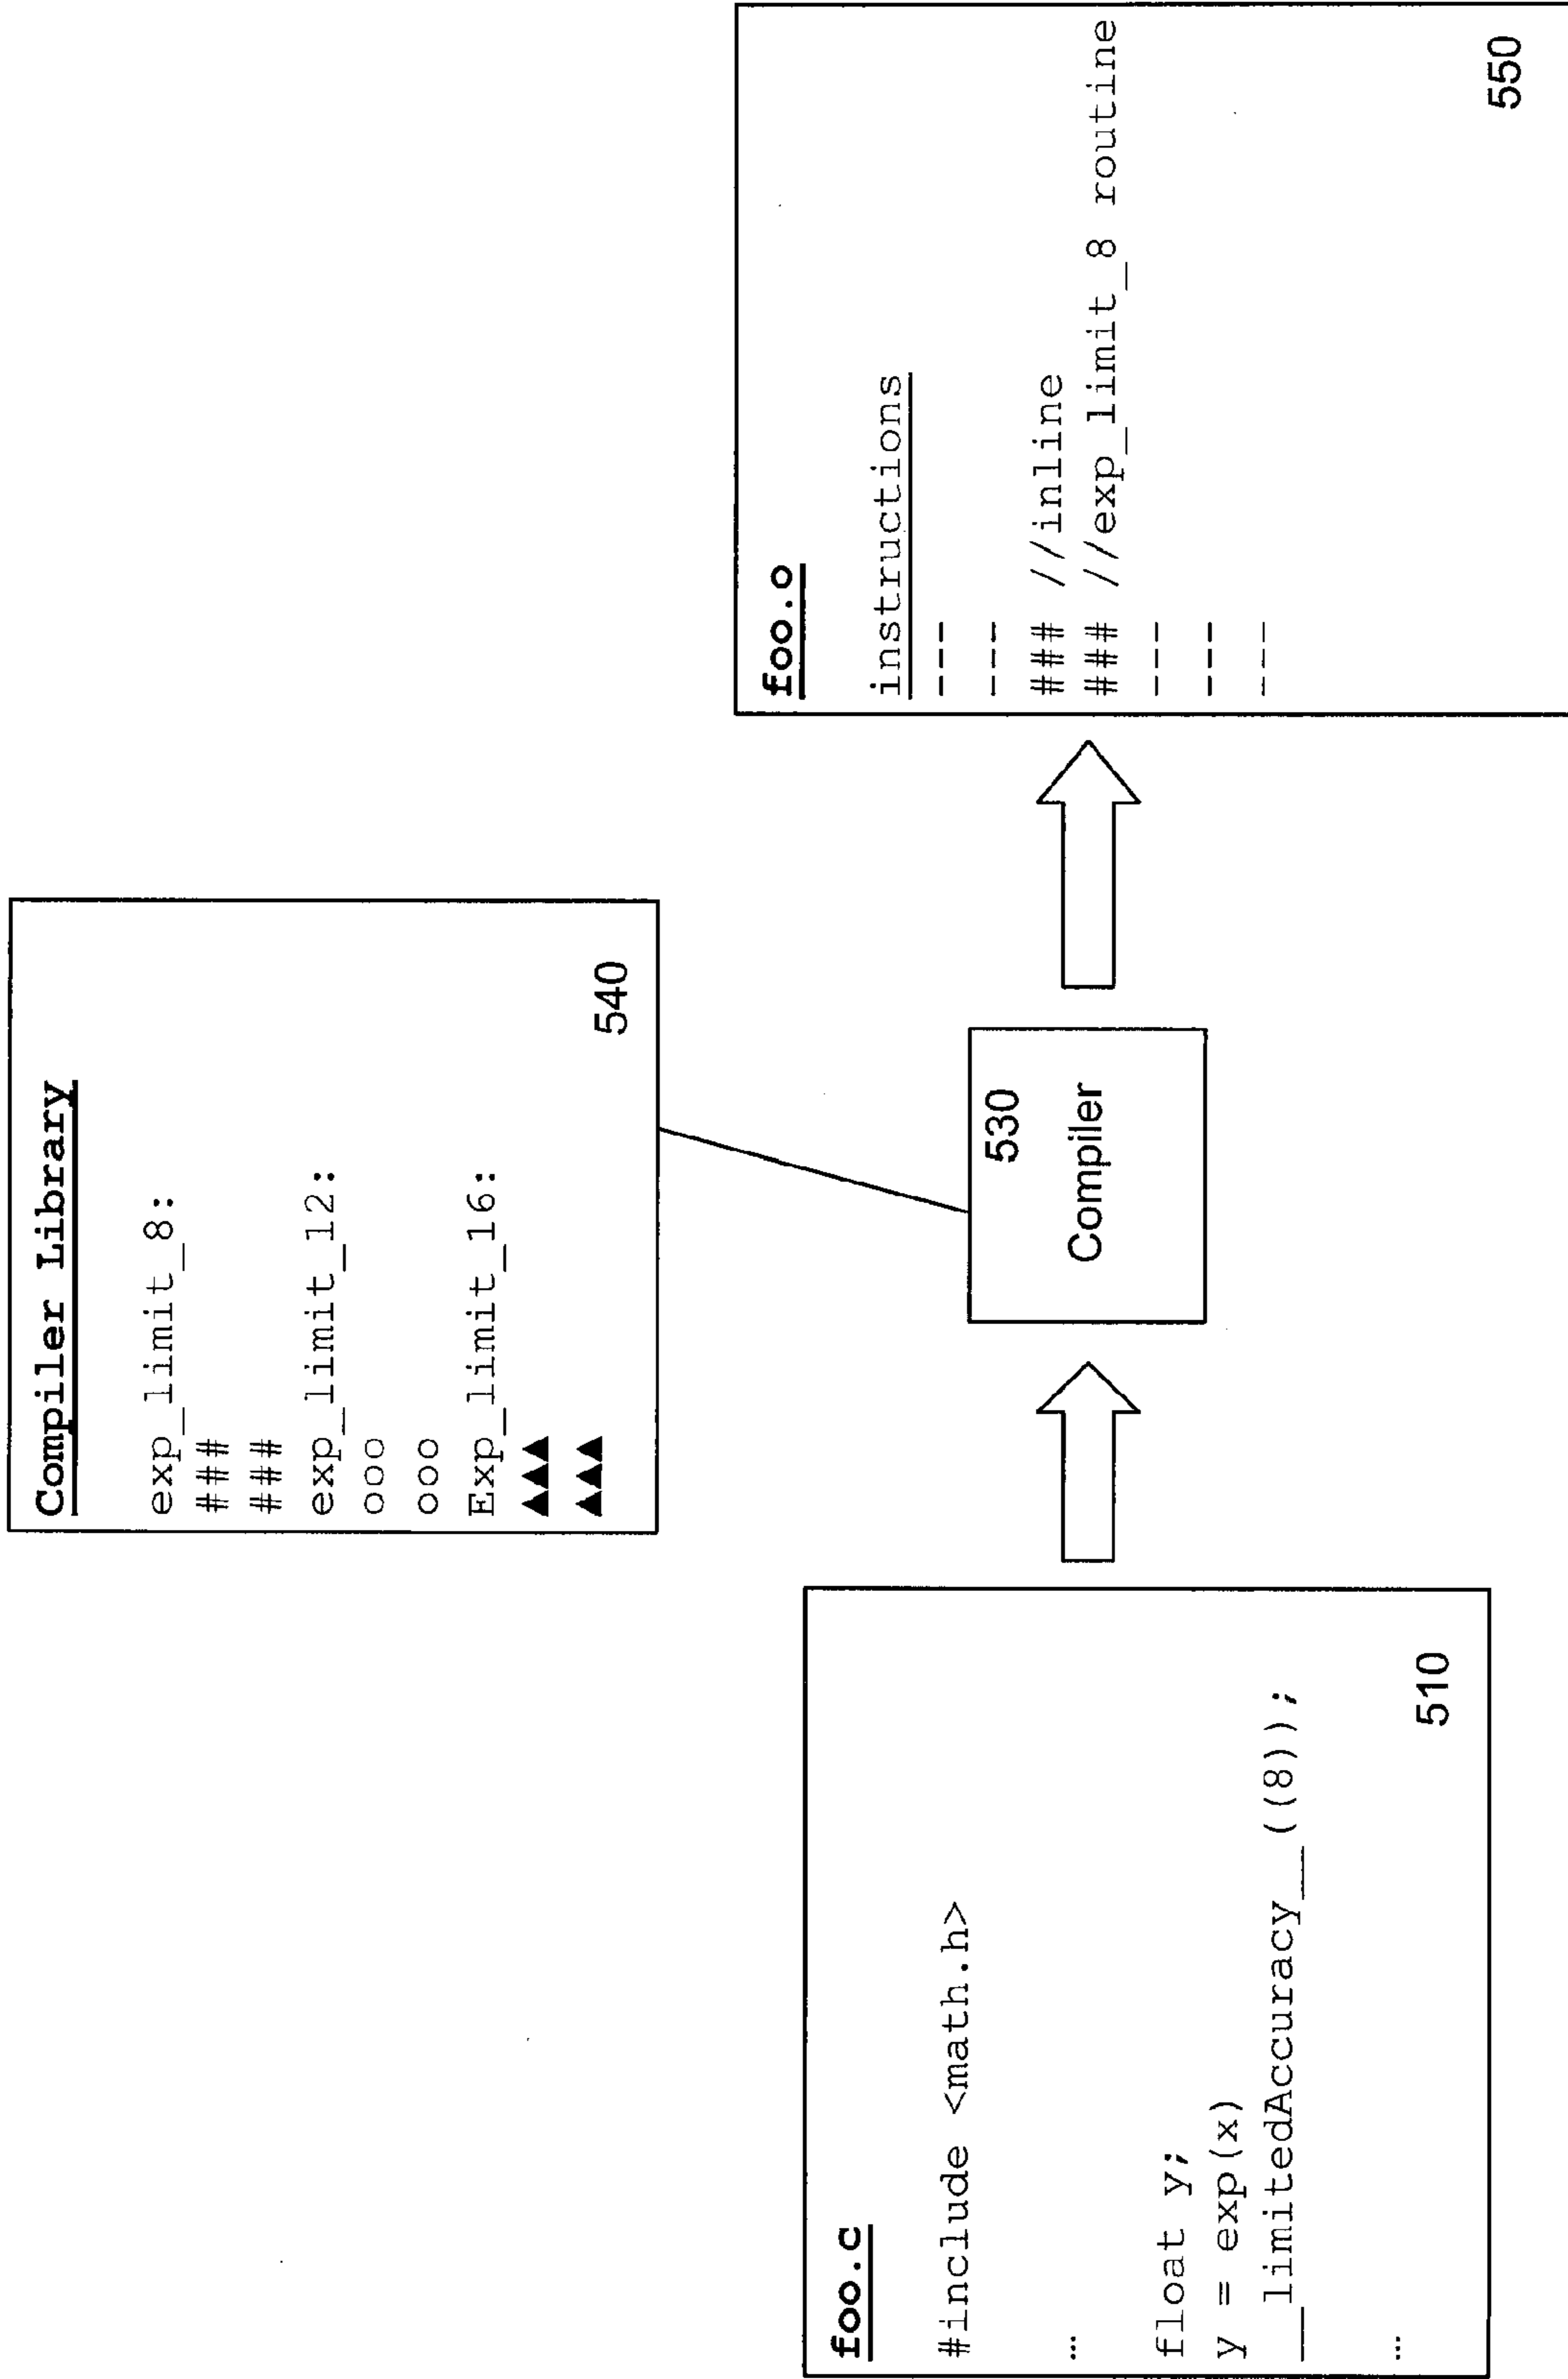 Compiler Library
exp_limit_8:
###
###
exp_limit_12:
ooo
ooo
Exp_limit_16:
▲▲▲
▲▲▲
540
foo.c
#include <math.h>
...
float y;
y = exp(x)
__limitedAccuracy__((8));
...
510
530
Compiler
foo.o
instructions
---
---
### //inline
### //exp_limit_8 routine
---
---
---
550